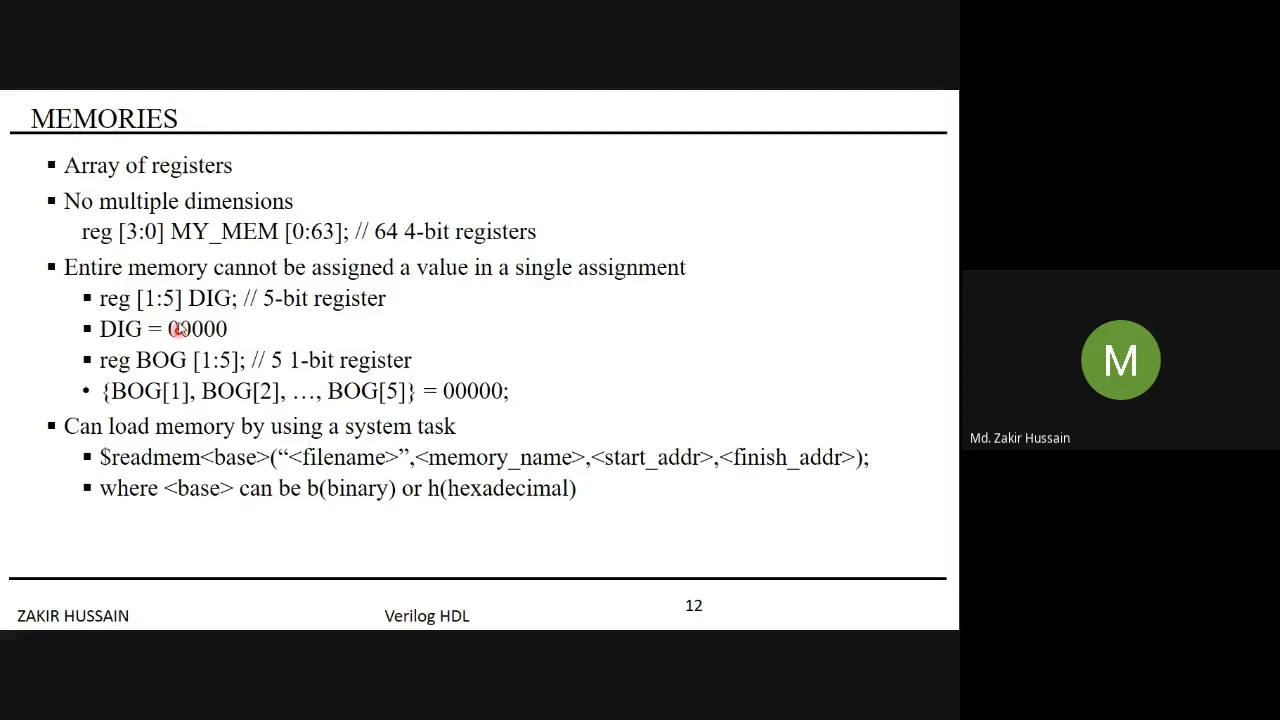 MEMORIES
▪ Array of registers
▪ No multiple dimensions
reg [3:0] MY_MEM [0:63]; // 64 4-bit registers
▪ Entire memory cannot be assigned a value in a single assignment
▪ reg [1:5] DIG; // 5-bit register
▪ DIG = 00000
▪ reg BOG [1:5]; // 5 1-bit register
• {BOG[1], BOG[2], …, BOG[5]} = 00000;
▪ Can load memory by using a system task
▪ $readmem<base>(“<filename>”,<memory_name>,<start_addr>,<finish_addr>);
▪ where <base> can be b(binary) or h(hexadecimal)
ZAKIR HUSSAIN Verilog HDL 12
M
Md. Zakir Hussain